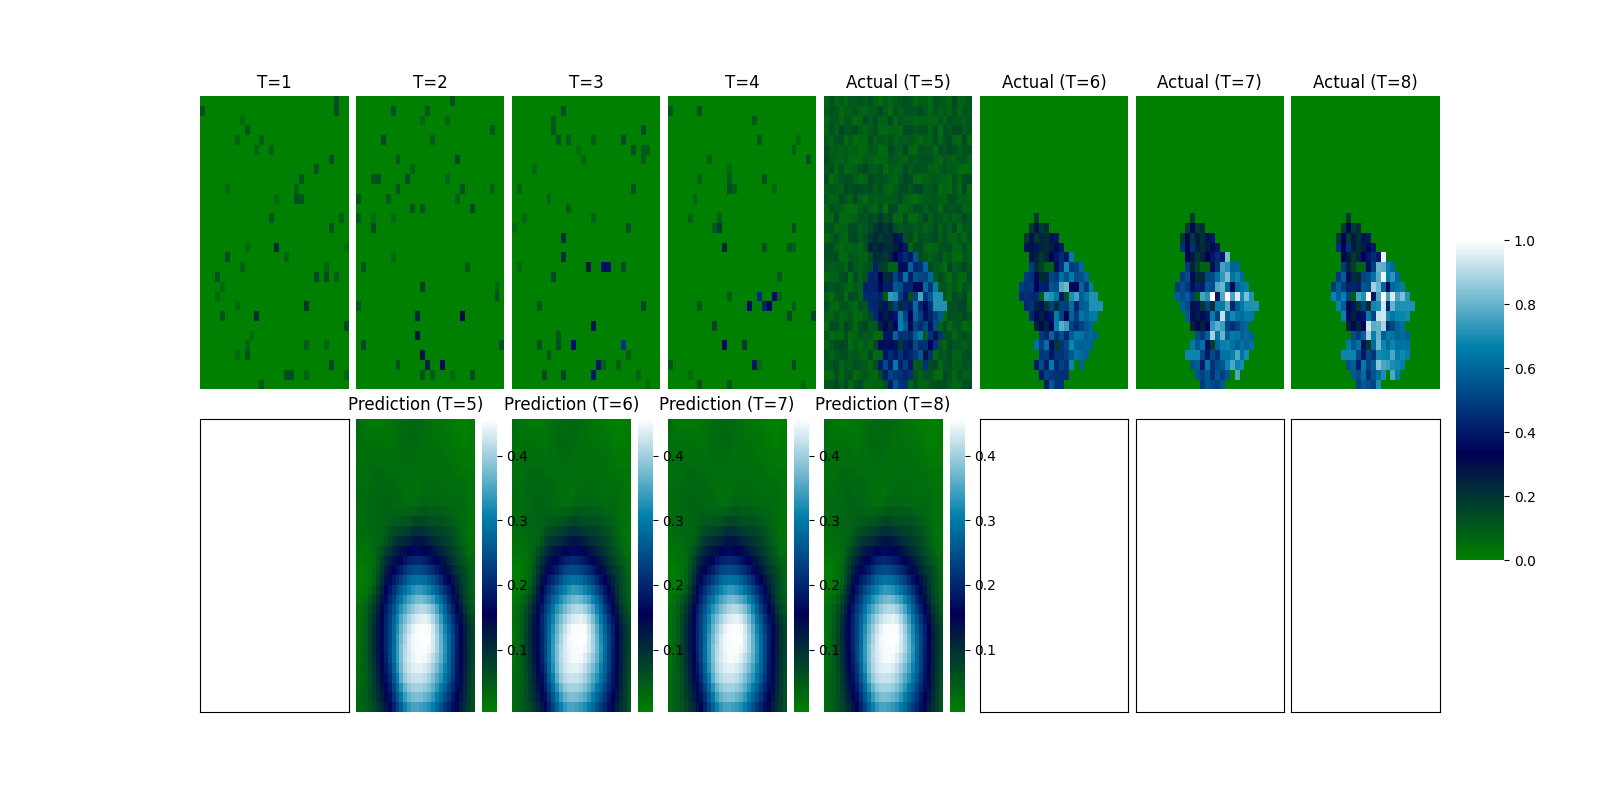 T=1
T=2
T=3
T=4
Actual (T=5)
Actual (T=6)
Actual (T=7)
Actual (T=8)
1.0
0.8
0.6
0.4
0.2
0.0
Prediction (T=5)
Prediction (T=6)
Prediction (T=7)
Prediction (T=8)
0.4
0.3
0.2
0.1
0.4
0.3
0.2
0.1
0.4
0.3
0.2
0.1
0.4
0.3
0.2
0.1